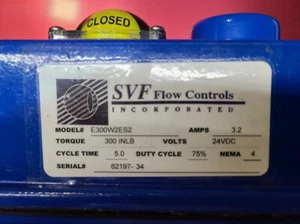 CLOSED
SVF Flow Controls
INCORPORATED
MODEL# E300W2ES2 AMPS 3.2
TORQUE 300 INLB VOLTS 24VDC
CYCLE TIME 5.0 DUTY CYCLE 75% NEMA 4
SERIAL# 62197- 34